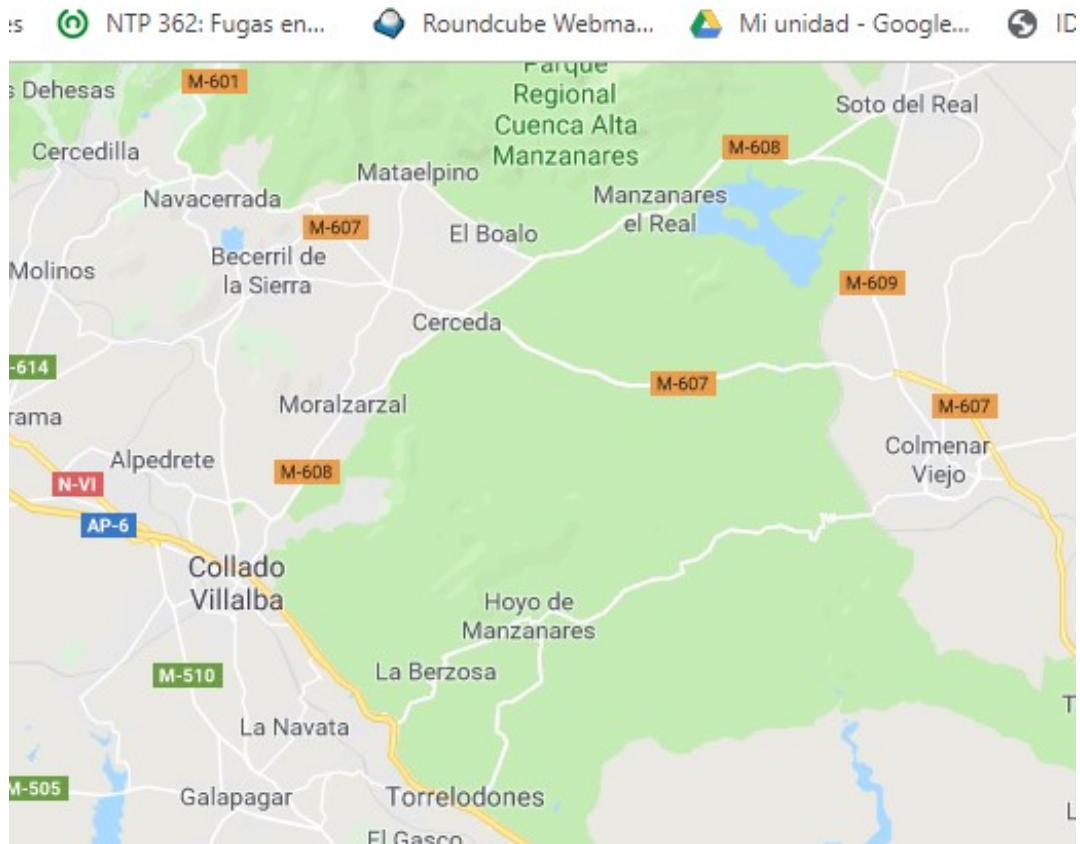 es
NTP 362: Fugas en...
Roundcube Webma...
Mi unidad - Google...
ID
Parque
Regional
Cuenca Alta
Manzanares
M-601
s Dehesas
Soto del Real
Cercedilla
M-608
Mataelpino
Navacerrada
Manzanares
el Real
M-607
El Boalo
Becerril de
la Sierra
Molinos
M-609
Cerceda
-614
M-607
Moralzarzal
M-607
rama
Colmenar
Viejo
Alpedrete
M-608
N-VI
AP-6
Collado
Villalba
Hoyo de
Manzanares
La Berzosa
M-510
T
La Navata
M-505
Galapagar
Torrelodones
L
El Gasco